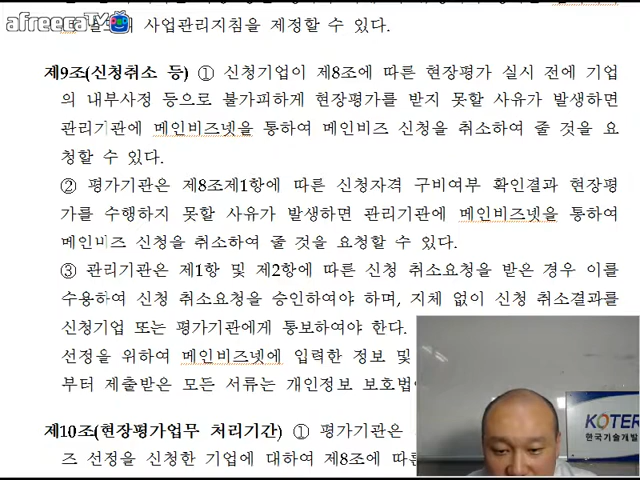 afreecaTV 사업관리지침을 제정할 수 있다.
제9조(신청취소 등) ① 신청기업이 제8조에 따른 현장평가 실시 전에 기업
의 내부사정 등으로 불가피하게 현장평가를 받지 못할 사유가 발생하면
관리기관에 메인비즈넷을 통하여 메인비즈 신청을 취소하여 줄 것을 요
청할 수 있다.
② 평가기관은 제8조제1항에 따른 신청자격 구비여부 확인결과 현장평
가를 수행하지 못할 사유가 발생하면 관리기관에 메인비즈넷을 통하여
메인비즈 신청을 취소하여 줄 것을 요청할 수 있다.
③ 관리기관은 제1항 및 제2항에 따른 신청 취소요청을 받은 경우 이를
수용하여 신청 취소요청을 승인하여야 하며, 지체 없이 신청 취소결과를
신청기업 또는 평가기관에게 통보하여야 한다.
선정을 위하여 메인비즈넷에 입력한 정보 및
부터 제출받은 모든 서류는 개인정보 보호법
KOTER
한국기술개발
제10조(현장평가업무 처리기간) ① 평가기관은
즈 선정을 신청한 기업에 대하여 제8조에 따른